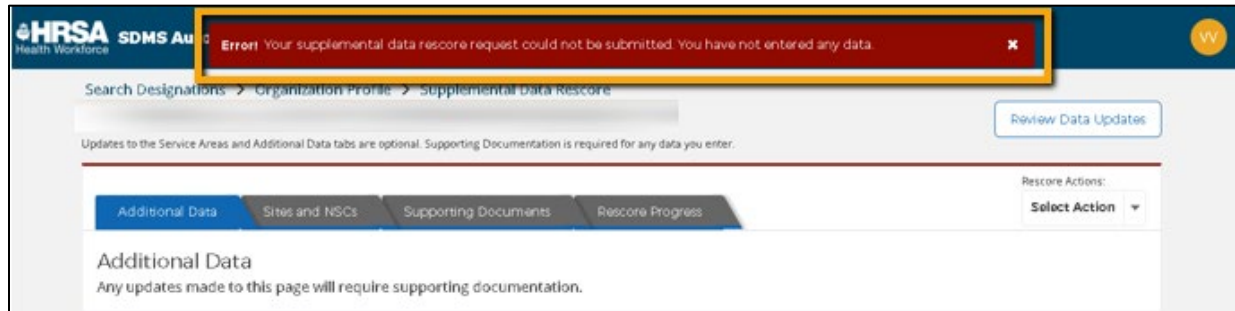 HRSA
Health Workforce
SDMS Au
Error! Your supplemental data rescore request could not be submitted. You have not entered any data. ×
VV
Search Designations > Organization Profile > Supplemental Data Rescore
Review Data Updates
Updates to the Service Areas and Additional Data tabs are optional. Supporting Documentation is required for any data you enter.
Rescore Actions:
Additional Data Sites and NSCs Supporting Documents Rescore Progress Select Action
Additional Data
Any updates made to this page will require supporting documentation.